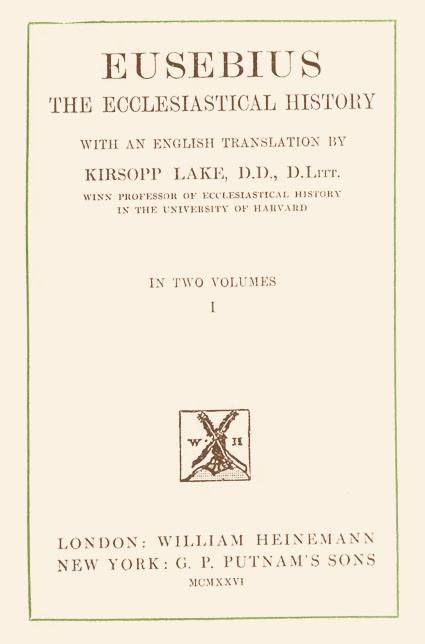 EUSEBIUS
THE ECCLESIASTICAL HISTORY
WITH AN ENGLISH TRANSLATION BY
KIRSOPP LAKE, D.D., D.LITT.
WINN PROFESSOR OF ECCLESIASTICAL HISTORY
IN THE UNIVERSITY OF HARVARD
IN TWO VOLUMES
I
W · H
LONDON: WILLIAM HEINEMANN
NEW YORK: G. P. PUTNAM'S SONS
MCMXXVI